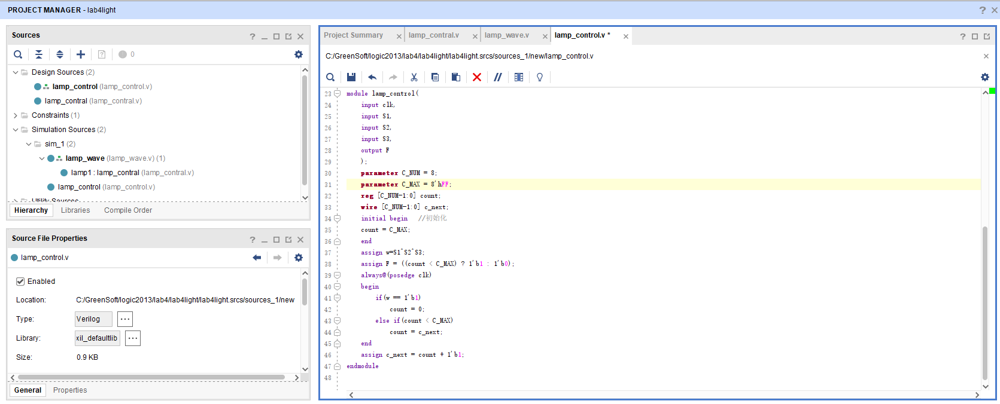 PROJECT MANAGER - lab4light
Sources
0
Design Sources (2)
lamp_control (lamp_control.v)
lamp_contral (lamp_contral.v)
Constraints (1)
Simulation Sources (2)
sim_1 (2)
lamp_wave (lamp_wave.v) (1)
lamp1 : lamp_contral (lamp_contral.v)
lamp_control (lamp_control.v)
Utility Sources
Hierarchy Libraries Compile Order
Source File Properties
lamp_control.v
Enabled
Location: C:/GreenSoft/logic2013/lab4/lab4light/lab4light.srcs/sources_1/new
Type: Verilog ...
Library: xil_defaultlib ...
Size: 0.9 KB
General Properties
Project Summary lamp_contral.v lamp_wave.v lamp_control.v *
C:/GreenSoft/logic2013/lab4/lab4light/lab4light.srcs/sources_1/new/lamp_control.v
23 module lamp_control(
24 input clk,
25 input S1,
26 input S2,
27 input S3,
28 output F
29 );
30 parameter C_NUM = 8;
31 parameter C_MAX = 8'hFF;
32 reg [C_NUM-1:0] count;
33 wire [C_NUM-1:0] c_next;
34 initial begin //初始化
35 count = C_MAX;
36 end
37 assign w=S1^S2^S3;
38 assign F = ((count < C_MAX) ? 1'b1 : 1'b0);
39 always@(posedge clk)
40 begin
41 if(w == 1'b1)
42 count = 0;
43 else if(count < C_MAX)
44 count = c_next;
45 end
46 assign c_next = count + 1'b1;
47 endmodule
48